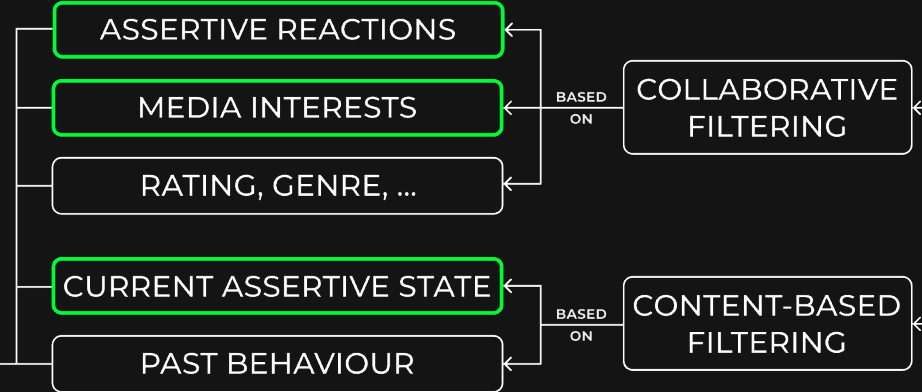 ASSERTIVE REACTIONS
MEDIA INTERESTS
RATING, GENRE, ...
BASED
ON
COLLABORATIVE
FILTERING
CURRENT ASSERTIVE STATE
PAST BEHAVIOUR
BASED
ON
CONTENT-BASED
FILTERING